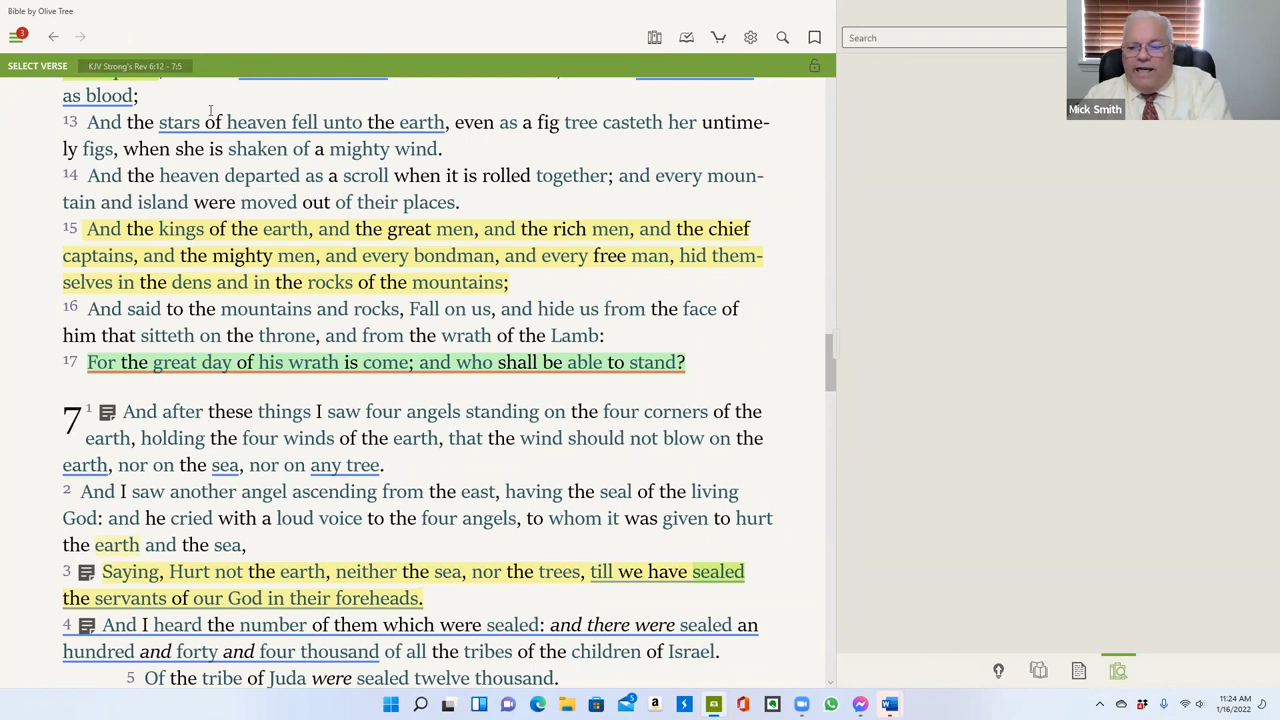 Bible by Olive Tree
3
SELECT VERSE KJV Strong's Rev 6:12 - 7:5
Search
Mick Smith
as blood;
13 And the stars of heaven fell unto the earth, even as a fig tree casteth her untime-
ly figs, when she is shaken of a mighty wind.
14 And the heaven departed as a scroll when it is rolled together; and every moun-
tain and island were moved out of their places.
15 And the kings of the earth, and the great men, and the rich men, and the chief
captains, and the mighty men, and every bondman, and every free man, hid them-
selves in the dens and in the rocks of the mountains;
16 And said to the mountains and rocks, Fall on us, and hide us from the face of
him that sitteth on the throne, and from the wrath of the Lamb:
17 For the great day of his wrath is come; and who shall be able to stand?
7 1 And after these things I saw four angels standing on the four corners of the
earth, holding the four winds of the earth, that the wind should not blow on the
earth, nor on the sea, nor on any tree.
2 And I saw another angel ascending from the east, having the seal of the living
God: and he cried with a loud voice to the four angels, to whom it was given to hurt
the earth and the sea,
3 Saying, Hurt not the earth, neither the sea, nor the trees, till we have sealed
the servants of our God in their foreheads.
4 And I heard the number of them which were sealed: and there were sealed an
hundred and forty and four thousand of all the tribes of the children of Israel.
5 Of the tribe of Juda were sealed twelve thousand.
11:24 AM
1/16/2022